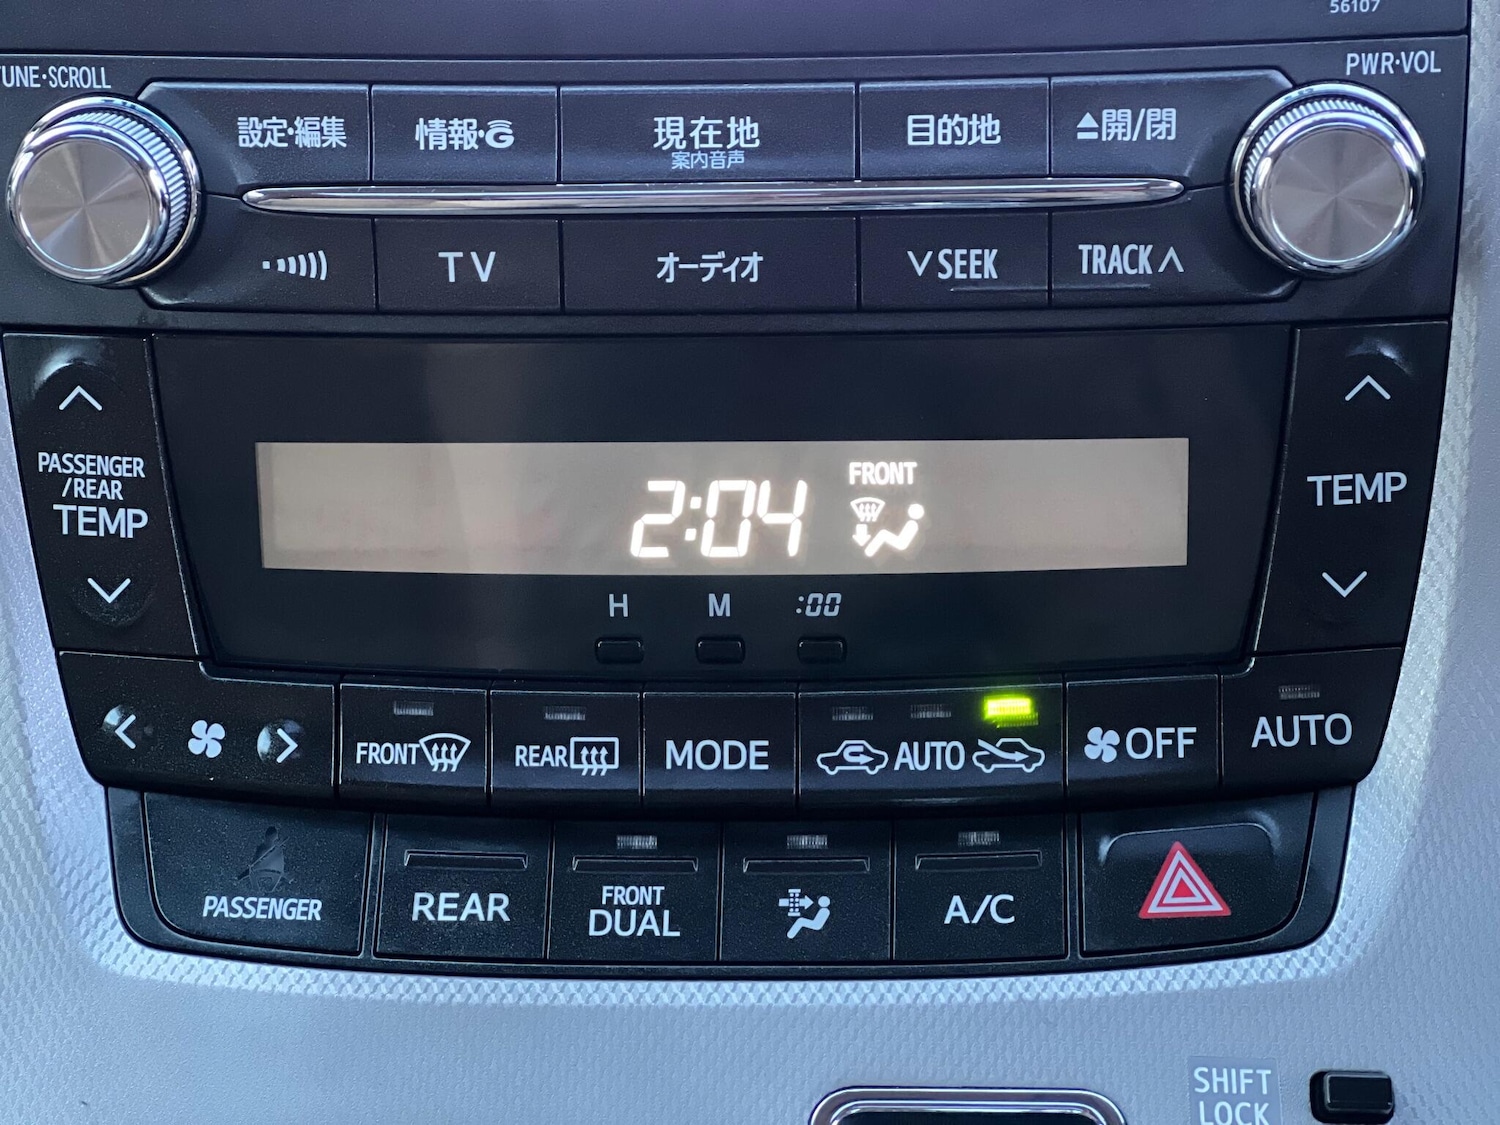 56107
TUNE·SCROLL
PWR·VOL
設定・編集
情報・G
現在地
案内音声
目的地
開/閉
TV
オーディオ
SEEK
TRACK
PASSENGER
/REAR
TEMP
FRONT
2:04
TEMP
H M :00
FRONT
REAR
MODE
AUTO
OFF
AUTO
PASSENGER
REAR
FRONT
DUAL
A/C
SHIFT
LOCK